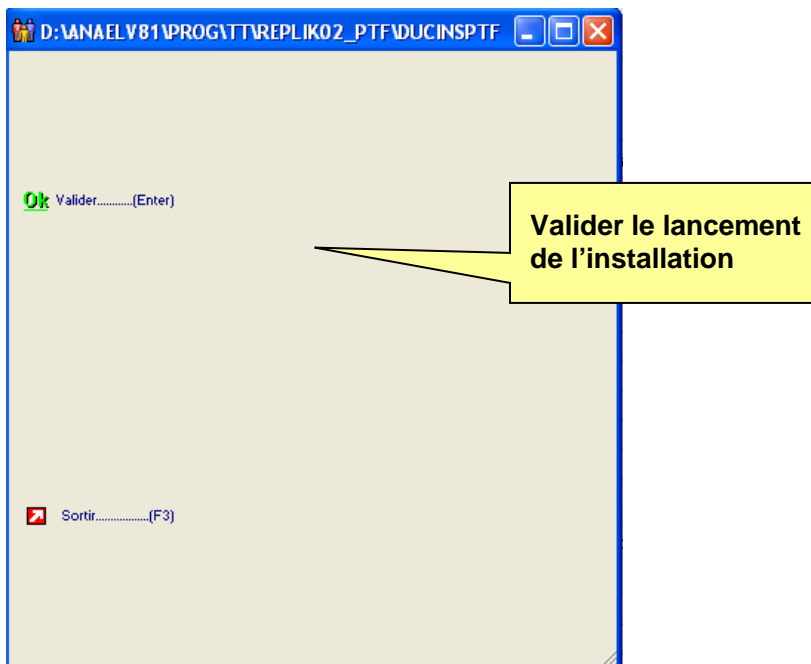 D:\ANAELV81\PROG\TT\REPLIK02_PTF\DUCINSPTF
Ok Valider...........(Enter)
Valider le lancement
de l'installation
Sortir.................(F3)